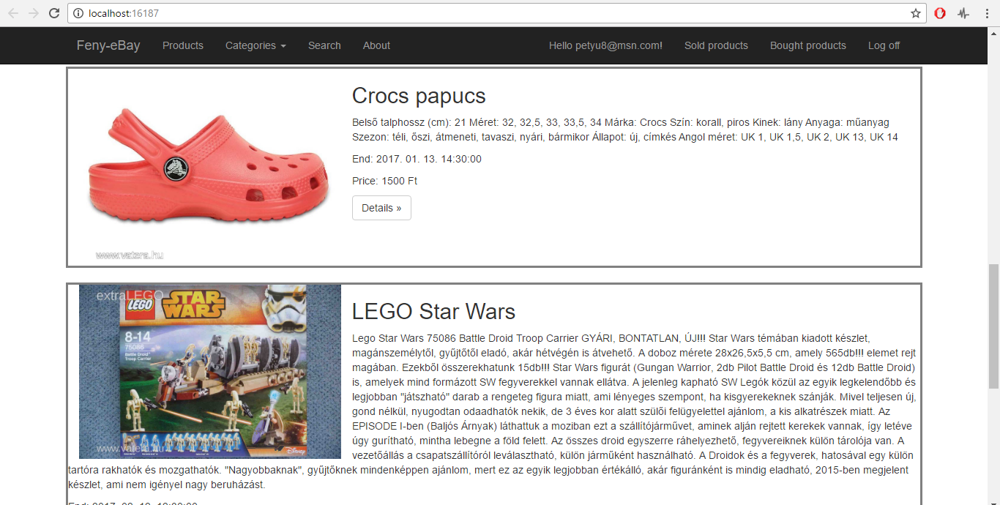 localhost:16187
Feny-eBay Products Categories Search About Hello petyu8@msn.com! Sold products Bought products Log off
Crocs papucs
Belső talphossz (cm): 21 Méret: 32, 32,5, 33, 33,5, 34 Márka: Crocs Szín: korall, piros Kinek: lány Anyaga: műanyag
Szezon: téli, őszi, átmeneti, tavaszi, nyári, bármikor Állapot: új, címkés Angol méret: UK 1, UK 1,5, UK 2, UK 13, UK 14
End: 2017. 01. 13. 14:30:00
Price: 1500 Ft
Details »
www.vatera.hu
extraLEGO
LEGO STAR WARS
8-14
75086
Battle Droid™
Troop Carrier
www.vatera.hu
Disney
LEGO Star Wars
Lego Star Wars 75086 Battle Droid Troop Carrier GYÁRI, BONTATLAN, ÚJ!!! Star Wars témában kiadott készlet,
magánszemélytől, gyűjtőtől eladó, akár hétvégén is átvehető. A doboz mérete 28x26,5x5,5 cm, amely 565db!!! elemet rejt
magában. Ezekből összerekhatunk 15db!!! Star Wars figurát (Gungan Warrior, 2db Pilot Battle Droid és 12db Battle Droid)
is, amelyek mind formázott SW fegyverekkel vannak ellátva. A jelenleg kapható SW Legók közül az egyik legkelendőbb és
legjobban "játszható" darab a rengeteg figura miatt, ami lényeges szempont, ha kisgyerekeknek szánják. Mivel teljesen új,
gond nélkül, nyugodtan odaadhatók nekik, de 3 éves kor alatt szülői felügyelettel ajánlom, a kis alkatrészek miatt. Az
EPISODE I-ben (Baljós Árnyak) láthattuk a moziban ezt a szállítójárművet, aminek alján rejtett kerekek vannak, így letéve
úgy gurítható, mintha lebegne a föld felett. Az összes droid egyszerre ráhelyezhető, fegyvereiknek külön tárolója van. A
vezetőállás a csapatszállítóról leválasztható, külön járműként használható. A Droidok és a fegyverek, hatosával egy külön
tartóra rakhatók és mozgathatók. "Nagyobbaknak", gyűjtőknek mindenképpen ajánlom, mert ez az egyik legjobban értékálló, akár figuránként is mindig eladható, 2015-ben megjelent
készlet, ami nem igényel nagy beruházást.